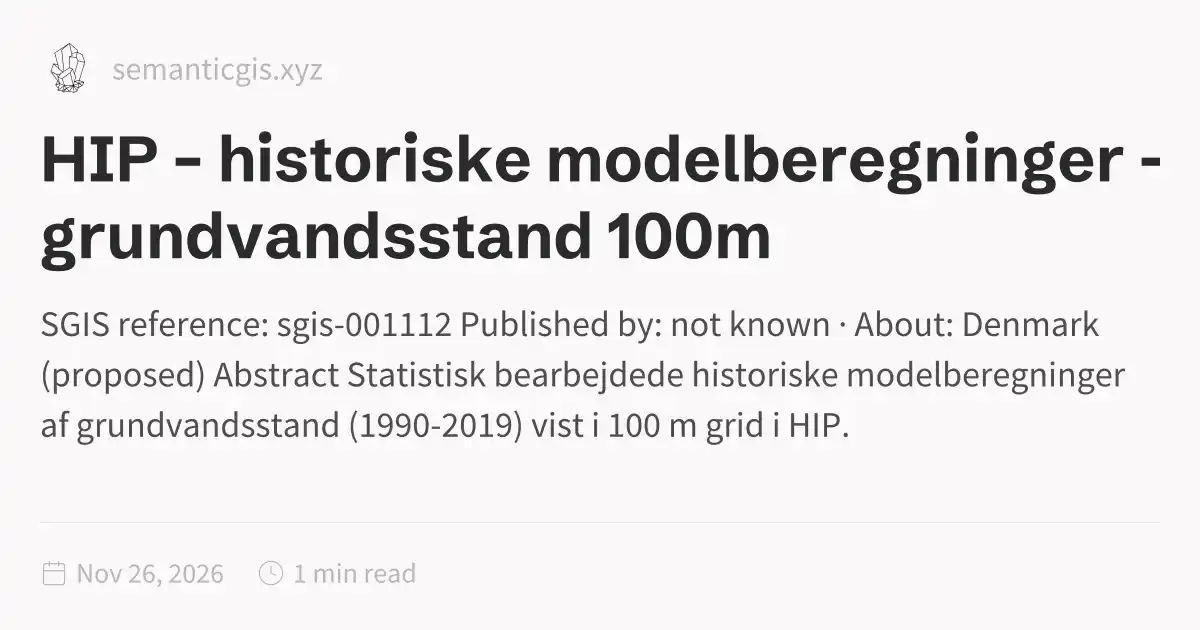 semanticgis.xyz
HIP - historiske modelberegninger -
grundvandsstand 100m
SGIS reference: sgis-001112 Published by: not known · About: Denmark
(proposed) Abstract Statistisk bearbejdede historiske modelberegninger
af grundvandsstand (1990-2019) vist i 100 m grid i HIP.
Nov 26, 2026 1 min read